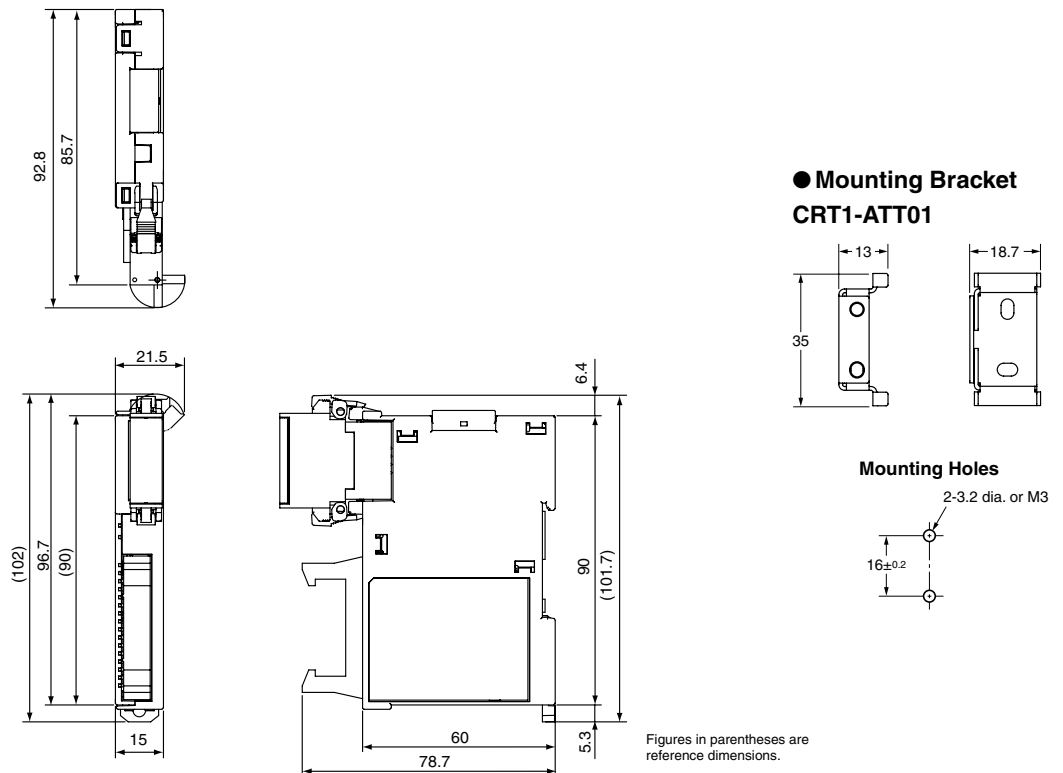 92.8
85.7
● Mounting Bracket
CRT1-ATT01
13
18.7
35
21.5
6.4
(102)
96.7
(90)
90
(101.7)
Mounting Holes
2-3.2 dia. or M3
16±0.2
15
60
78.7
5.3
Figures in parentheses are
reference dimensions.